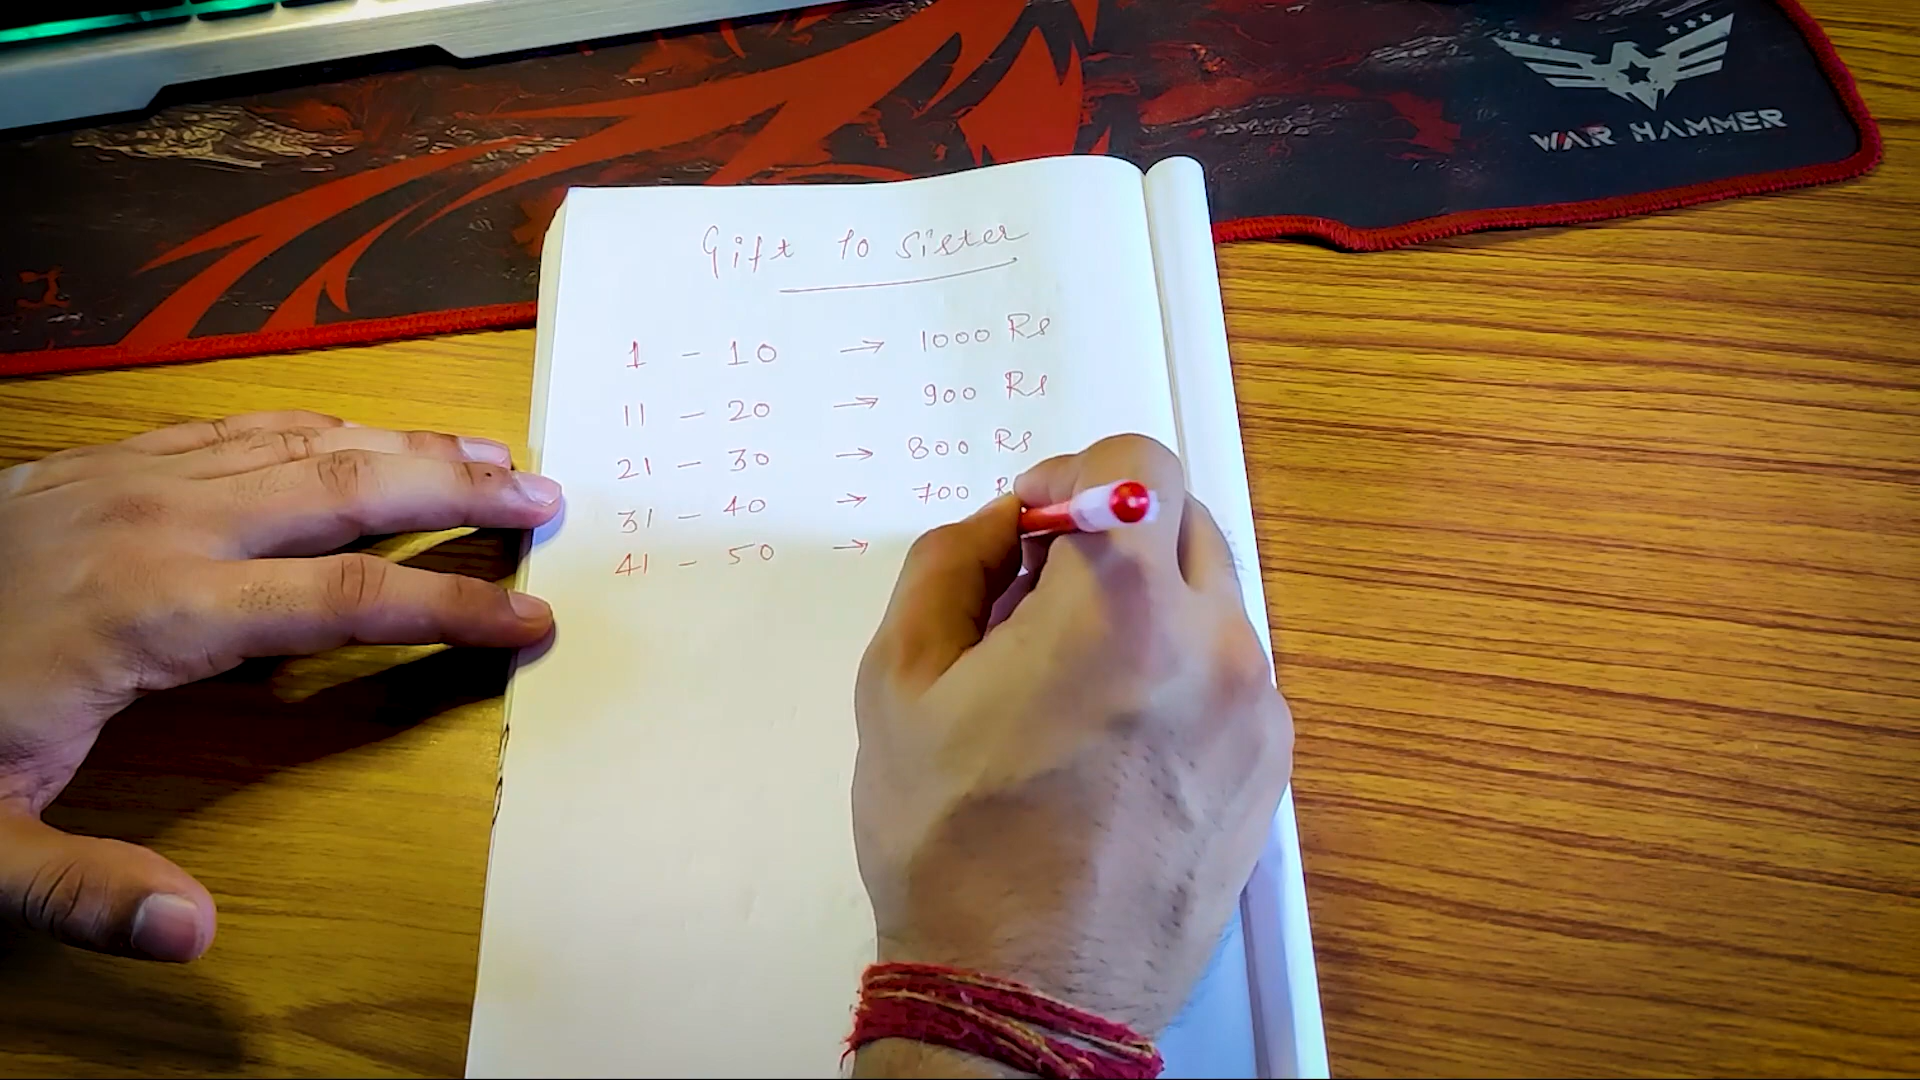 WAR HAMMER
Gift to Sister
1 - 10 → 1000 Rs
11 - 20 → 900 Rs
21 - 30 → 800 Rs
31 - 40 → 700 Rs
41 - 50 →